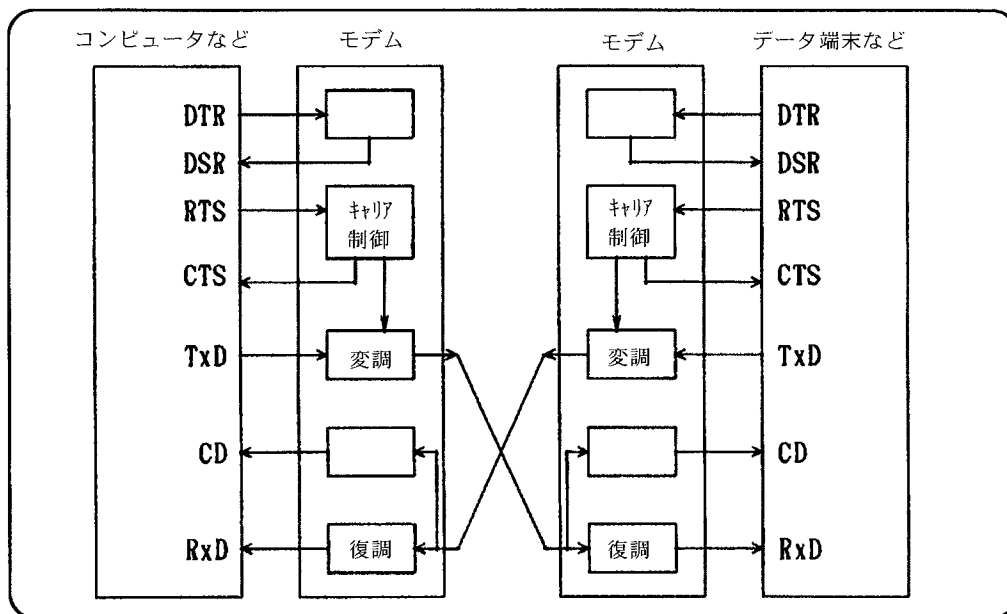 コンピュータなど モデム モデム データ端末など
DTR DTR
DSR DSR
RTS キャリア キャリア RTS
制御 制御
CTS CTS
TxD 変調 変調 TxD
CD CD
RxD 復調 復調 RxD